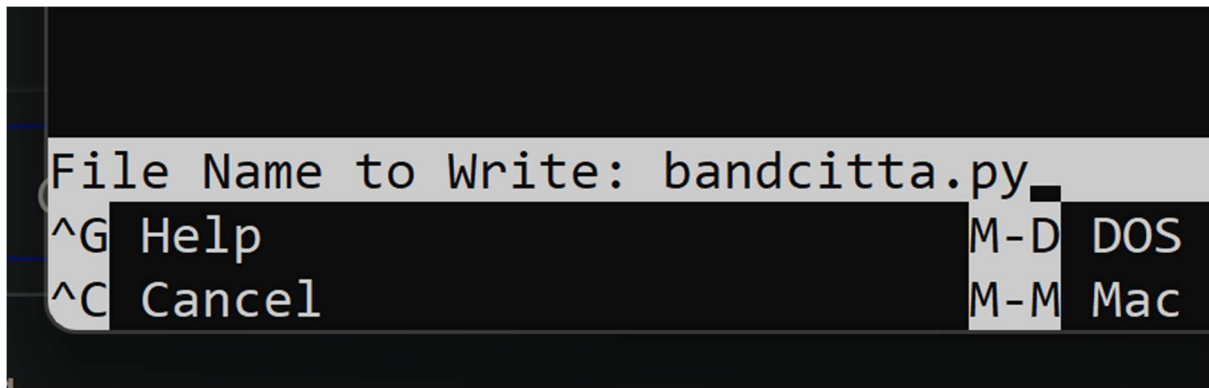 File Name to Write: bandcitta.py
^G Help M-D DOS
^C Cancel M-M Mac